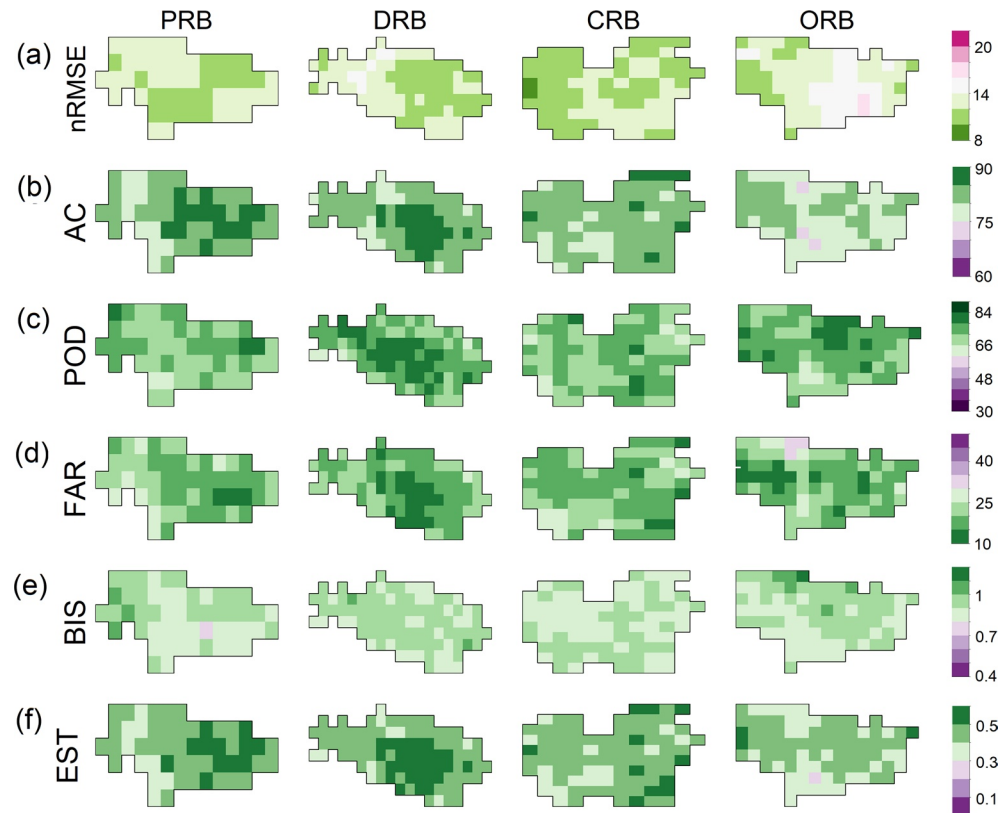 PRB DRB CRB ORB
(a) nRMSE 20 14 8
(b) AC 90 75 60
(c) POD 84 66 48 30
(d) FAR 40 25 10
(e) BIS 1 0.7 0.4
(f) EST 0.5 0.3 0.1